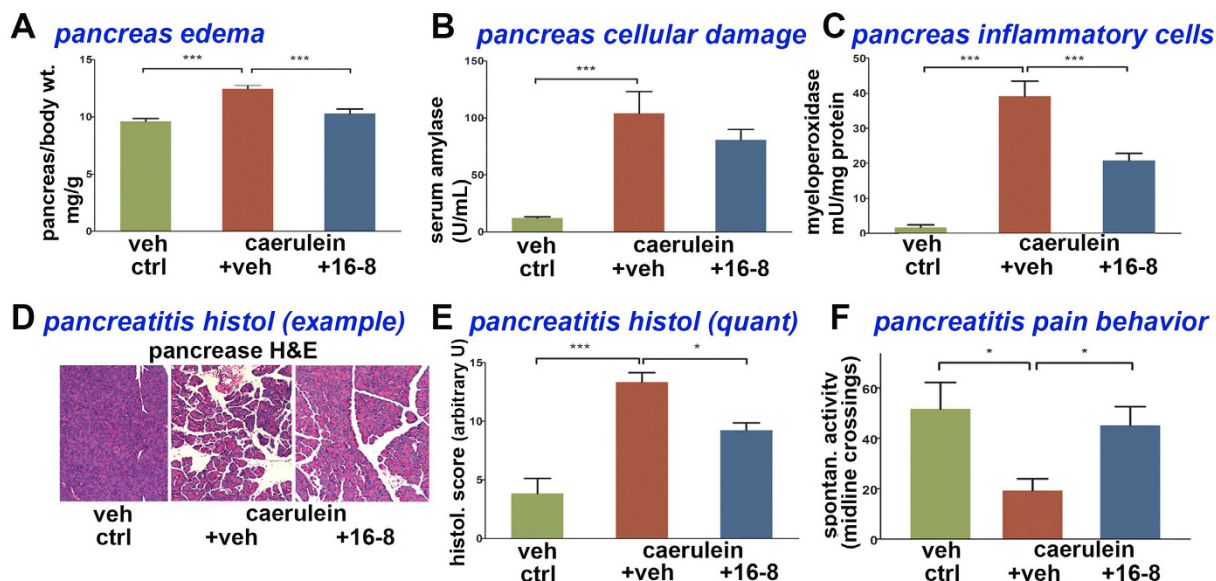 A pancreas edema
pancreas/body wt.
mg/g
15
10
5
0
***
***
veh
ctrl
caerulein
+veh
+16-8
B pancreas cellular damage
serum amylase
(U/mL)
150
100
50
0
***
veh
ctrl
caerulein
+veh
+16-8
C pancreas inflammatory cells
myeloperoxidase
mU/mg protein
50
40
30
20
10
0
***
***
veh
ctrl
caerulein
+veh
+16-8
D pancreatitis histol (example)
pancrease H&E
veh
ctrl
caerulein
+veh
+16-8
E pancreatitis histol (quant)
histol. score (arbitrary U)
15
10
5
0
***
*
veh
ctrl
caerulein
+veh
+16-8
F pancreatitis pain behavior
spontan. activity
(midline crossings)
60
40
20
0
*
*
veh
ctrl
caerulein
+veh
+16-8